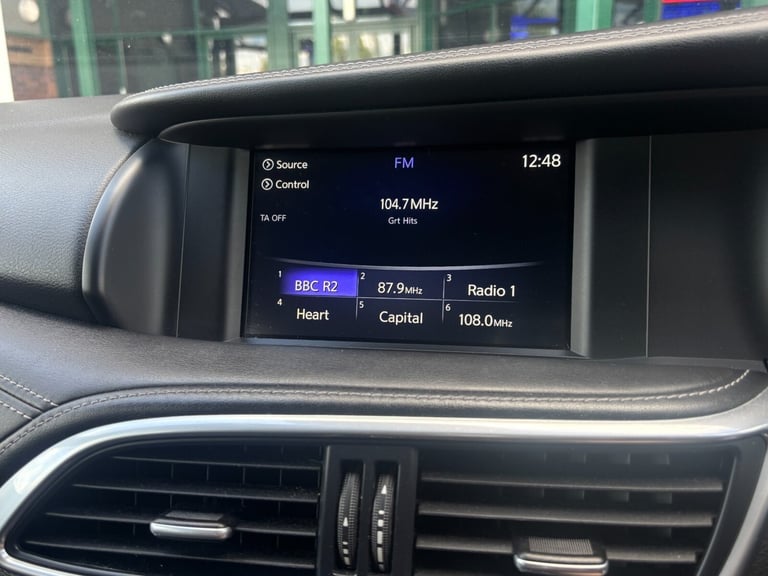 Source FM 12:48
Control
104.7MHz
TA OFF Grt Hits
1 BBC R2 2 87.9MHz 3 Radio 1
4 Heart 5 Capital 6 108.0MHz